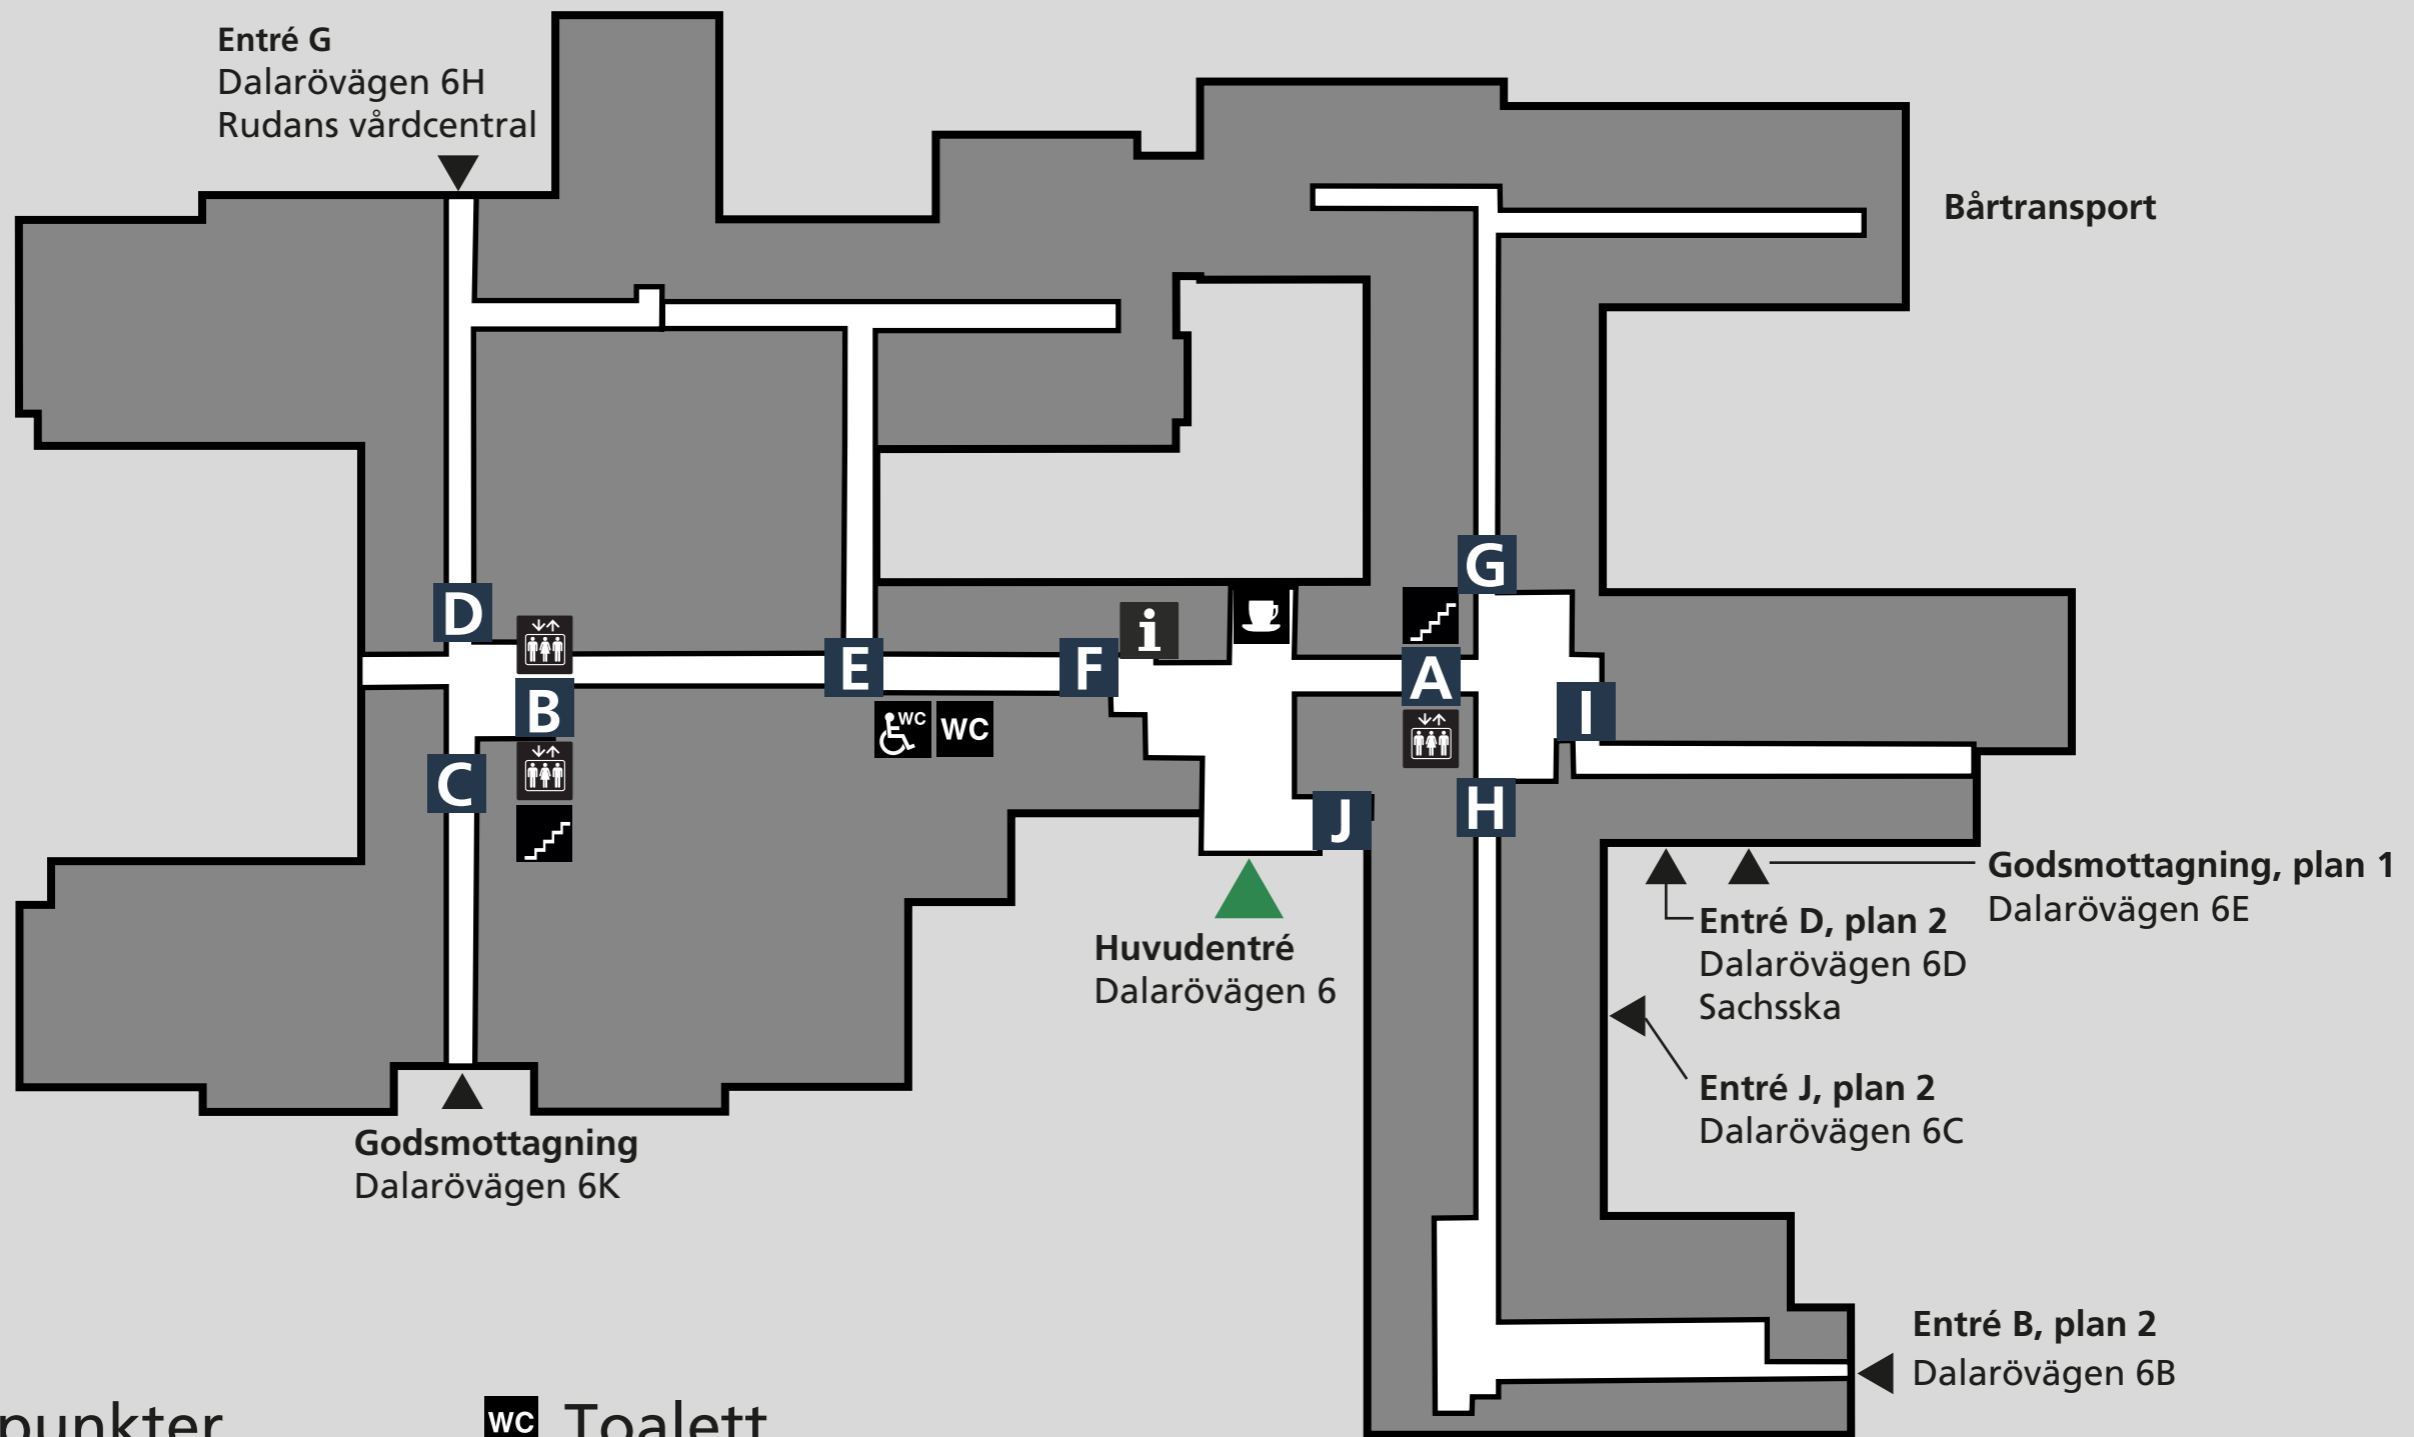 Entré G
Dalarövägen 6H
Rudans vårdcentral
Bårtransport
G
D
i
E
F
A
B
I
WC
WC
C
H
J
Godsmottagning, plan 1
Dalarövägen 6E
Entré D, plan 2
Dalarövägen 6D
Sachsska
Huvudentré
Dalarövägen 6
Entré J, plan 2
Dalarövägen 6C
Godsmottagning
Dalarövägen 6K
Entré B, plan 2
Dalarövägen 6B
punkter
WC Toalett